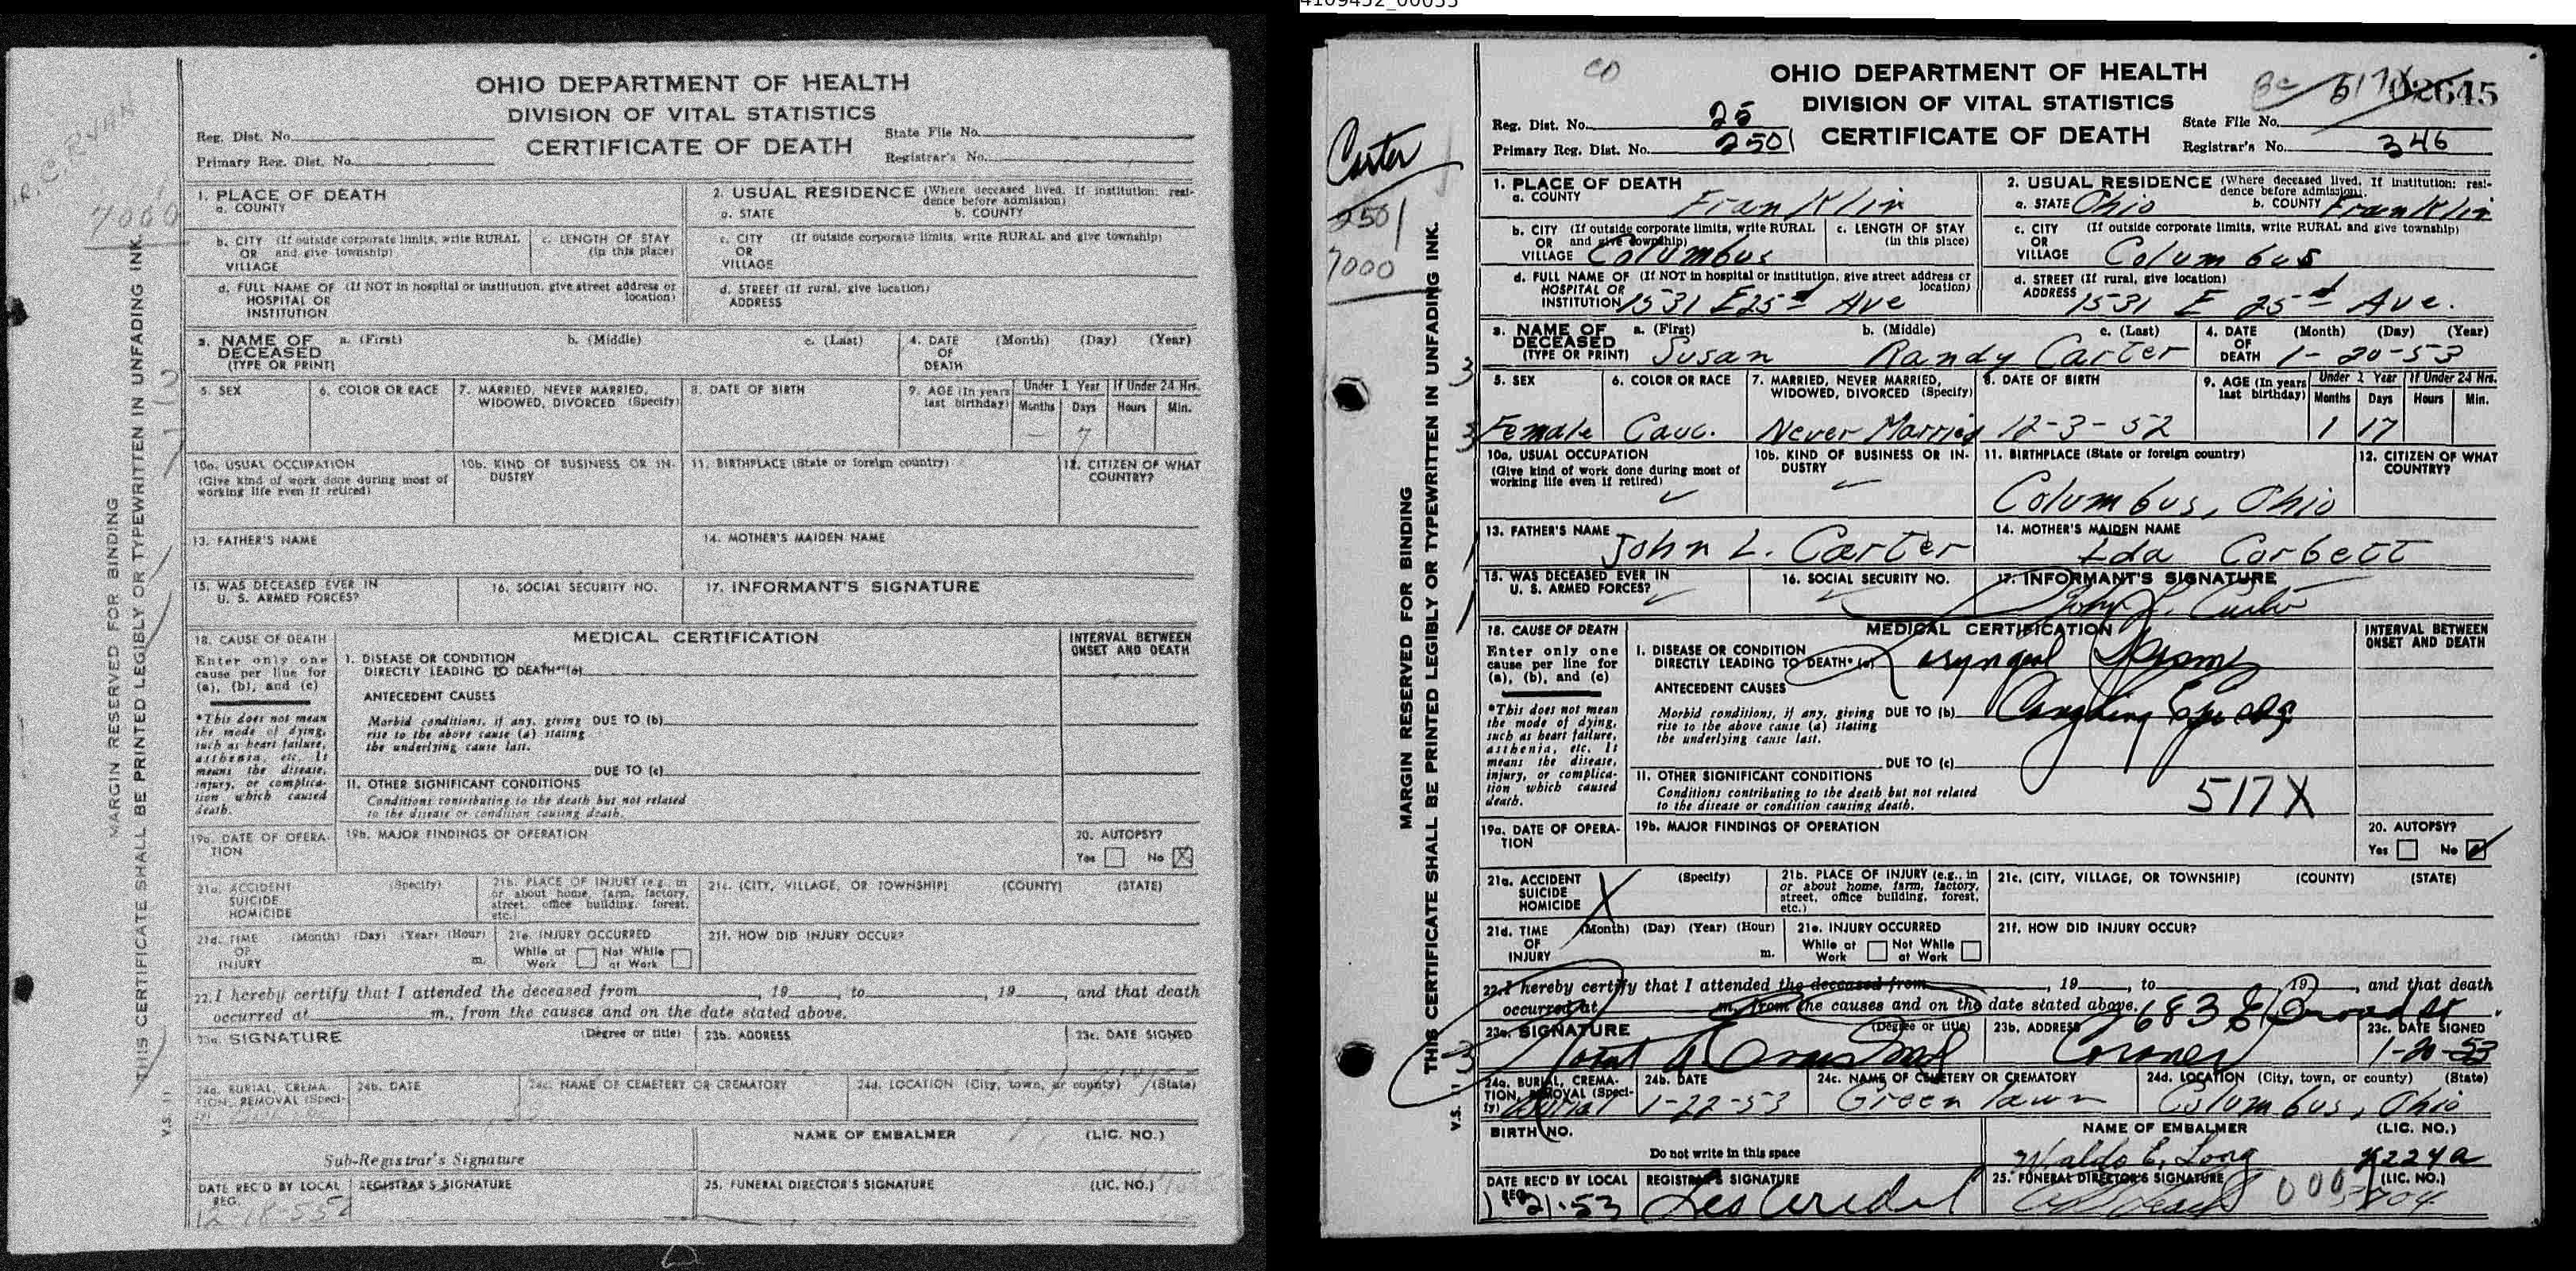 R.C. RYAN
7000
MARGIN RESERVED FOR BINDING
THIS CERTIFICATE SHALL BE PRINTED LEGIBLY OR TYPEWRITTEN IN UNFADING INK.
V.S. 11
OHIO DEPARTMENT OF HEALTH
DIVISION OF VITAL STATISTICS
CERTIFICATE OF DEATH
Reg. Dist. No.
Primary Reg. Dist. No.
State File No.
Registrar's No.
1. PLACE OF DEATH
a. COUNTY
2. USUAL RESIDENCE (Where deceased lived. If institution: resi-
dence before admission)
a. STATE b. COUNTY
b. CITY (If outside corporate limits, write RURAL
OR and give township)
VILLAGE
c. LENGTH OF STAY
(in this place)
c. CITY (If outside corporate limits, write RURAL and give township)
OR
VILLAGE
d. FULL NAME OF (If NOT in hospital or institution, give street address or
HOSPITAL OR location)
INSTITUTION
d. STREET (If rural, give location)
ADDRESS
3. NAME OF a. (First) b. (Middle) c. (Last)
DECEASED
(TYPE OR PRINT)
4. DATE (Month) (Day) (Year)
OF
DEATH
5. SEX
6. COLOR OR RACE
7. MARRIED, NEVER MARRIED,
WIDOWED, DIVORCED (Specify)
8. DATE OF BIRTH
9. AGE (In years
last birthday)
Under 1 Year If Under 24 Hrs.
Months Days Hours Min.
— 7
10a. USUAL OCCUPATION
(Give kind of work done during most of
working life even if retired)
10b. KIND OF BUSINESS OR IN-
DUSTRY
11. BIRTHPLACE (State or foreign country)
12. CITIZEN OF WHAT
COUNTRY?
13. FATHER'S NAME
14. MOTHER'S MAIDEN NAME
15. WAS DECEASED EVER IN
U. S. ARMED FORCES?
16. SOCIAL SECURITY NO.
17. INFORMANT'S SIGNATURE
18. CAUSE OF DEATH
Enter only one
cause per line for
(a), (b), and (c)
*This does not mean
the mode of dying,
such as heart failure,
asthenia, etc. It
means the disease,
injury, or complica-
tion which caused
death.
MEDICAL CERTIFICATION
INTERVAL BETWEEN
ONSET AND DEATH
I. DISEASE OR CONDITION
DIRECTLY LEADING TO DEATH* (a)
ANTECEDENT CAUSES
Morbid conditions, if any, giving DUE TO (b)
rise to the above cause (a) stating
the underlying cause last.
DUE TO (c)
II. OTHER SIGNIFICANT CONDITIONS
Conditions contributing to the death but not related
to the disease or condition causing death.
19a. DATE OF OPERA-
TION
19b. MAJOR FINDINGS OF OPERATION
20. AUTOPSY?
Yes No X
21a. ACCIDENT (Specify)
SUICIDE
HOMICIDE
21b. PLACE OF INJURY (e.g., in
or about home, farm, factory,
street, office building, forest,
etc.)
21c. (CITY, VILLAGE, OR TOWNSHIP) (COUNTY) (STATE)
21d. TIME (Month) (Day) (Year) (Hour)
OF
INJURY m.
21e. INJURY OCCURRED
While at Not While
Work at Work
21f. HOW DID INJURY OCCUR?
22. I hereby certify that I attended the deceased from , 19 , to , 19 , and that death
occurred at m., from the causes and on the date stated above.
23a. SIGNATURE (Degree or title)
23b. ADDRESS
23c. DATE SIGNED
24a. BURIAL, CREMA-
TION, REMOVAL (Speci-
fy)
24b. DATE
24c. NAME OF CEMETERY OR CREMATORY
24d. LOCATION (City, town, or county) (State)
NAME OF EMBALMER (LIC. NO.)
Sub-Registrar's Signature
DATE REC'D BY LOCAL
REG.
12-18-55
REGISTRAR'S SIGNATURE
25. FUNERAL DIRECTOR'S SIGNATURE (LIC. NO.)
Carter
2501
7000
MARGIN RESERVED FOR BINDING
THIS CERTIFICATE SHALL BE PRINTED LEGIBLY OR TYPEWRITTEN IN UNFADING INK.
V.S.
CO
OHIO DEPARTMENT OF HEALTH
DIVISION OF VITAL STATISTICS
CERTIFICATE OF DEATH
02645
Reg. Dist. No. 25
Primary Reg. Dist. No. 2501
State File No.
Registrar's No. 346
1. PLACE OF DEATH
a. COUNTY Franklin
2. USUAL RESIDENCE (Where deceased lived. If institution: resi-
dence before admission).
a. STATE Ohio b. COUNTY Franklin
b. CITY (If outside corporate limits, write RURAL
OR and give township)
VILLAGE Columbus
c. LENGTH OF STAY
(in this place)
c. CITY (If outside corporate limits, write RURAL and give township)
OR
VILLAGE Columbus
d. FULL NAME OF (If NOT in hospital or institution, give street address or
HOSPITAL OR location)
INSTITUTION 1531 E 25th Ave
d. STREET (If rural, give location)
ADDRESS 1531 E 25th Ave.
3. NAME OF a. (First) b. (Middle) c. (Last)
DECEASED
(TYPE OR PRINT) Susan Randy Carter
4. DATE (Month) (Day) (Year)
OF
DEATH 1-20-53
5. SEX
Female
6. COLOR OR RACE
Cauc.
7. MARRIED, NEVER MARRIED,
WIDOWED, DIVORCED (Specify)
Never Married
8. DATE OF BIRTH
12-3-52
9. AGE (In years
last birthday)
Under 1 Year If Under 24 Hrs.
Months Days Hours Min.
1 17
10a. USUAL OCCUPATION
(Give kind of work done during most of
working life even if retired)
10b. KIND OF BUSINESS OR IN-
DUSTRY
11. BIRTHPLACE (State or foreign country)
Columbus, Ohio
12. CITIZEN OF WHAT
COUNTRY?
13. FATHER'S NAME John L. Carter
14. MOTHER'S MAIDEN NAME
Ida Corbett
15. WAS DECEASED EVER IN
U. S. ARMED FORCES?
16. SOCIAL SECURITY NO.
17. INFORMANT'S SIGNATURE
John L. Carter
18. CAUSE OF DEATH
Enter only one
cause per line for
(a), (b), and (c)
*This does not mean
the mode of dying,
such as heart failure,
asthenia, etc. It
means the disease,
injury, or complica-
tion which caused
death.
MEDICAL CERTIFICATION
INTERVAL BETWEEN
ONSET AND DEATH
I. DISEASE OR CONDITION
DIRECTLY LEADING TO DEATH* (a) Laryngeal Spasms
ANTECEDENT CAUSES
Morbid conditions, if any, giving DUE TO (b) Coughing
rise to the above cause (a) stating
the underlying cause last.
DUE TO (c)
II. OTHER SIGNIFICANT CONDITIONS
Conditions contributing to the death but not related
to the disease or condition causing death.
517X
19a. DATE OF OPERA-
TION
19b. MAJOR FINDINGS OF OPERATION
20. AUTOPSY?
Yes No
21a. ACCIDENT (Specify)
SUICIDE
HOMICIDE
21b. PLACE OF INJURY (e.g., in
or about home, farm, factory,
street, office building, forest,
etc.)
21c. (CITY, VILLAGE, OR TOWNSHIP) (COUNTY) (STATE)
21d. TIME (Month) (Day) (Year) (Hour)
OF
INJURY m.
21e. INJURY OCCURRED
While at Not While
Work at Work
21f. HOW DID INJURY OCCUR?
22. I hereby certify that I attended the deceased from , 19 , to , 19 , and that death
occurred at m., from the causes and on the date stated above.
23a. SIGNATURE (Degree or title)
23b. ADDRESS 683 E Broad St.
Coroner
23c. DATE SIGNED
1-20-53
24a. BURIAL, CREMA-
TION, REMOVAL (Speci-
fy) Burial
24b. DATE
1-22-53
24c. NAME OF CEMETERY OR CREMATORY
Green lawn
24d. LOCATION (City, town, or county) (State)
Columbus, Ohio
BIRTH NO.
Do not write in this space
NAME OF EMBALMER (LIC. NO.)
Waldo E. Long 4224a
DATE REC'D BY LOCAL
REG.
1-21-53
REGISTRAR'S SIGNATURE
25. FUNERAL DIRECTOR'S SIGNATURE (LIC. NO.)